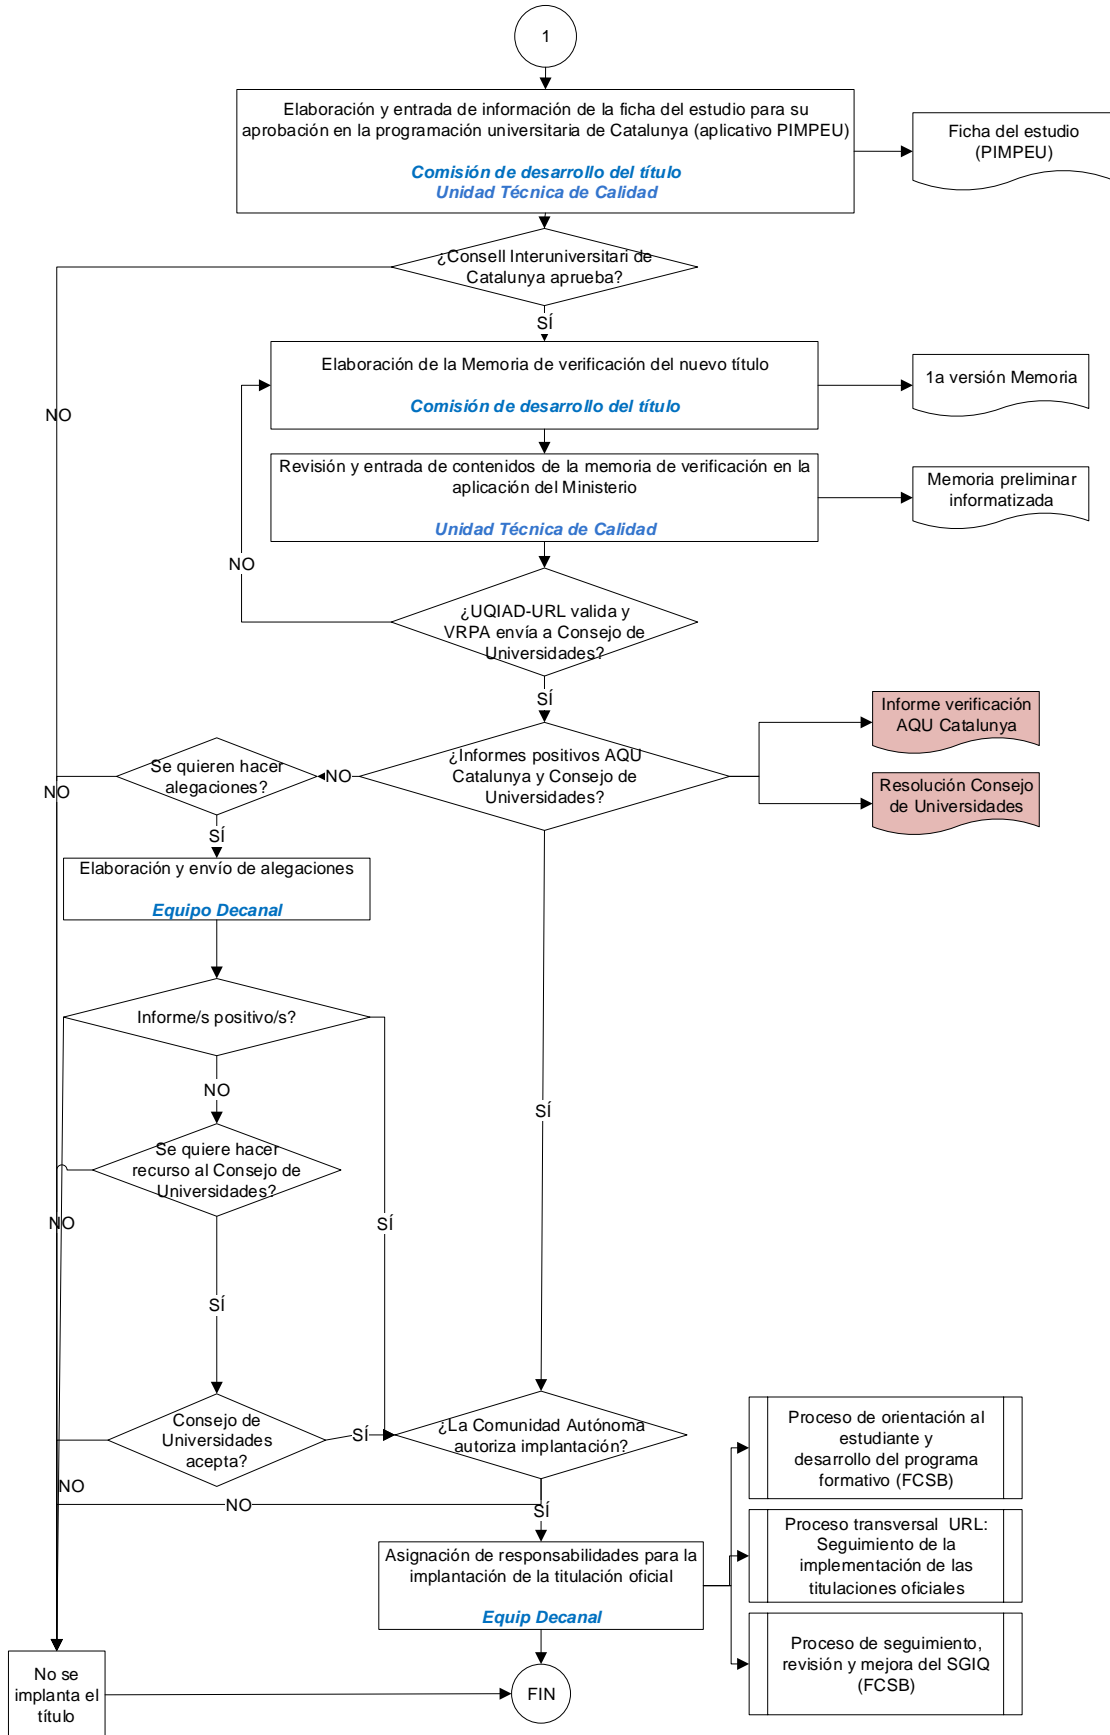 1
Elaboración y entrada de información de la ficha del estudio para su
aprobación en la programación universitaria de Catalunya (aplicativo PIMPEU)
Comisión de desarrollo del título
Unidad Técnica de Calidad
Ficha del estudio
(PIMPEU)
¿Consell Interuniversitari de
Catalunya aprueba?
SÍ
NO
Elaboración de la Memoria de verificación del nuevo título
Comisión de desarrollo del título
1a versión Memoria
Revisión y entrada de contenidos de la memoria de verificación en la
aplicación del Ministerio
Unidad Técnica de Calidad
Memoria preliminar
informatizada
NO
¿UQIAD-URL valida y
VRPA envía a Consejo de
Universidades?
SÍ
Informe verificación
AQU Catalunya
Resolución Consejo
de Universidades
¿Informes positivos AQU
Catalunya y Consejo de
Universidades?
NO
Se quieren hacer
alegaciones?
NO
SÍ
Elaboración y envío de alegaciones
Equipo Decanal
Informe/s positivo/s?
NO
SÍ
Se quiere hacer
recurso al Consejo de
Universidades?
NO
SÍ
SÍ
Consejo de
Universidades
acepta?
SÍ
NO
¿La Comunidad Autónoma
autoriza implantación?
NO
SÍ
Proceso de orientación al
estudiante y
desarrollo del programa
formativo (FCSB)
Proceso transversal URL:
Seguimiento de la
implementación de las
titulaciones oficiales
Proceso de seguimiento,
revisión y mejora del SGIQ
(FCSB)
Asignación de responsabilidades para la
implantación de la titulación oficial
Equip Decanal
No se
implanta el
título
FIN